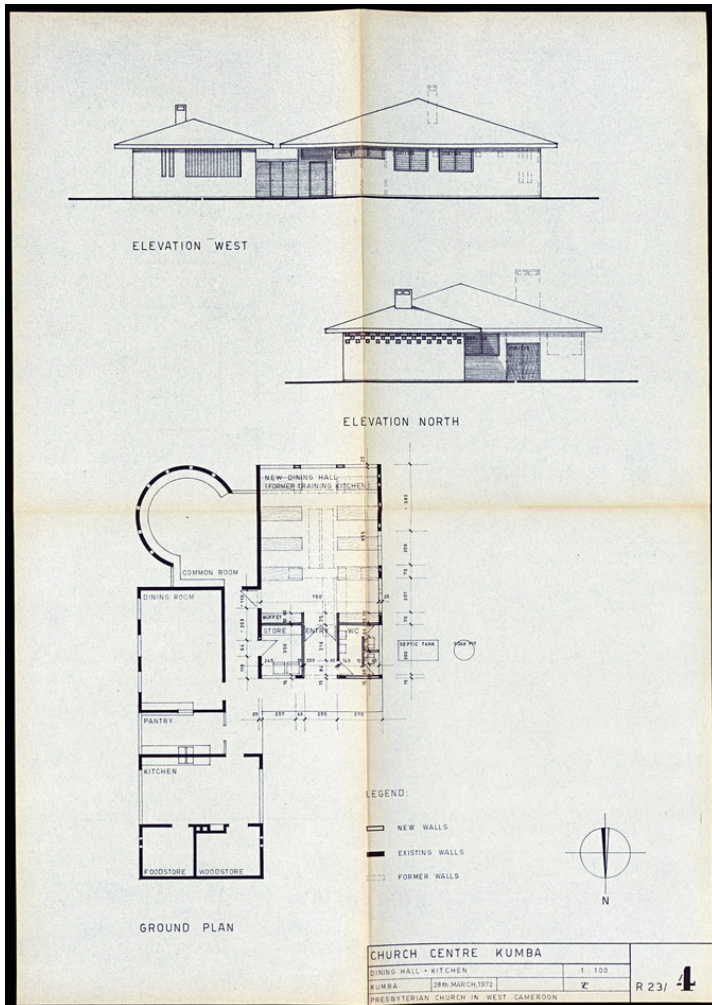 ELEVATION WEST
ELEVATION NORTH
NEW DINING HALL
(FORMER TRAINING KITCHEN)
COMMON ROOM
DINING ROOM
BUFFET
STORE
ENTRY
WC
SEPTIC TANK
PANTRY
KITCHEN
FOODSTORE
WOODSTORE
GROUND PLAN
LEGEND:
NEW WALLS
EXISTING WALLS
FORMER WALLS
N
CHURCH CENTRE KUMBA
DINING HALL + KITCHEN
1 : 100
KUMBA
28th MARCH, 1972
R 23/ 4
PRESBYTERIAN CHURCH IN WEST CAMEROON